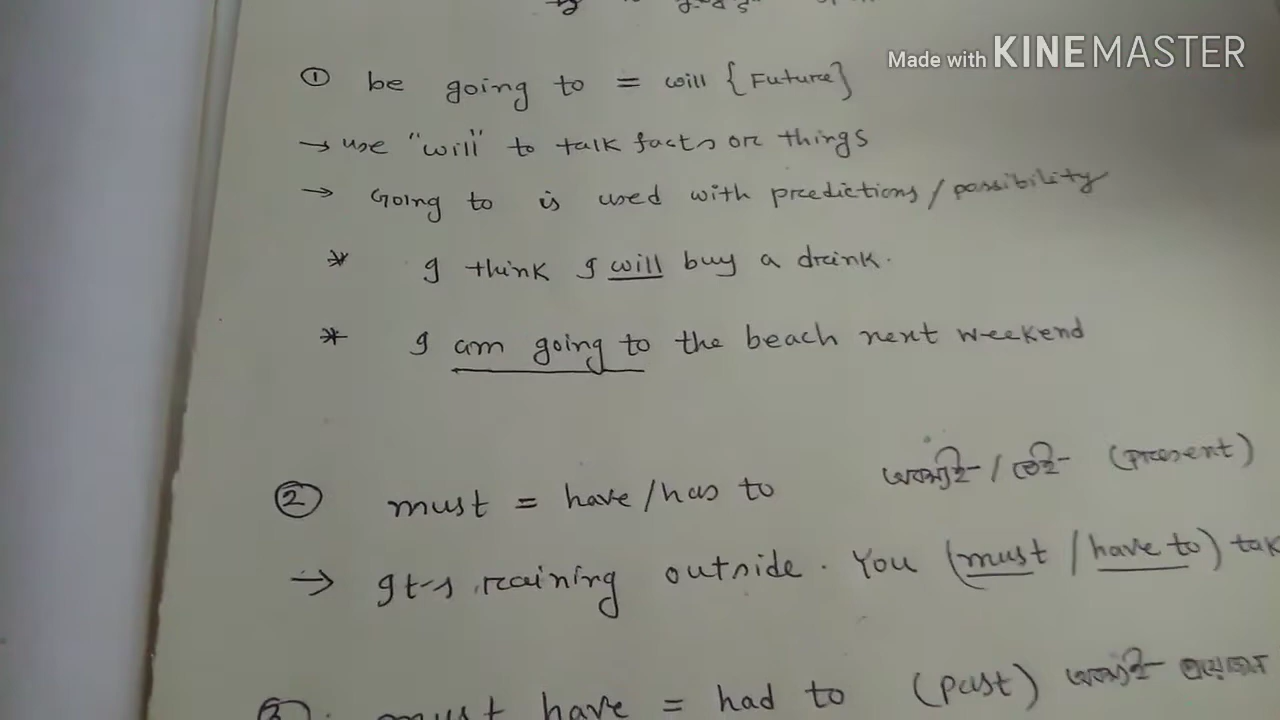 Made with KINEMASTER
① be going to = will {Future}
→ use "will" to talk facts or things
→ Going to is used with predictions / possibility
* I think I will buy a drink.
* I am going to the beach next weekend
② must = have/has to (present)
→ It's raining outside. You (must / have to) tak
③ must have = had to (past)